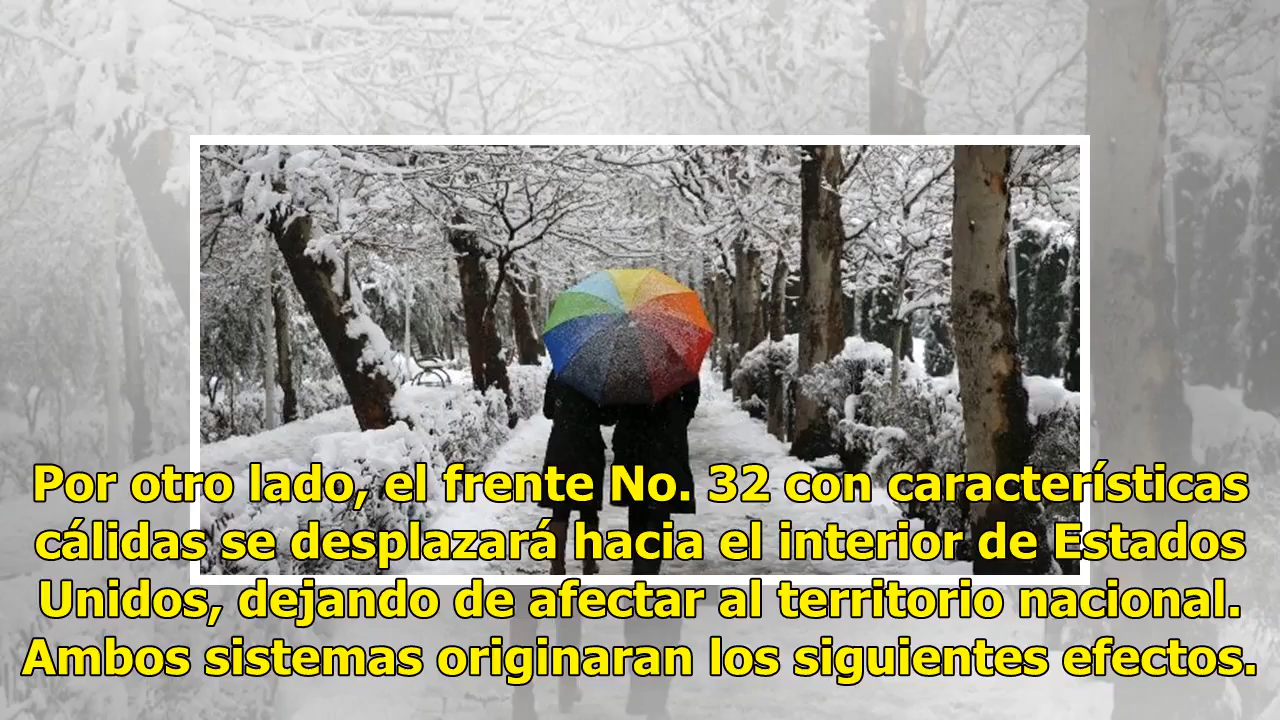 Por otro lado, el frente No. 32 con características
cálidas se desplazará hacia el interior de Estados
Unidos, dejando de afectar al territorio nacional.
Ambos sistemas originaran los siguientes efectos.